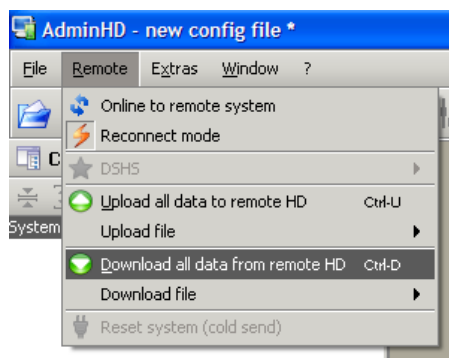 AdminHD - new config file *
File Remote Extras Window ?
Online to remote system
Reconnect mode
C
DSHS
Upload all data to remote HD Ctrl-U
System
Upload file
Download all data from remote HD Ctrl-D
Download file
Reset system (cold send)